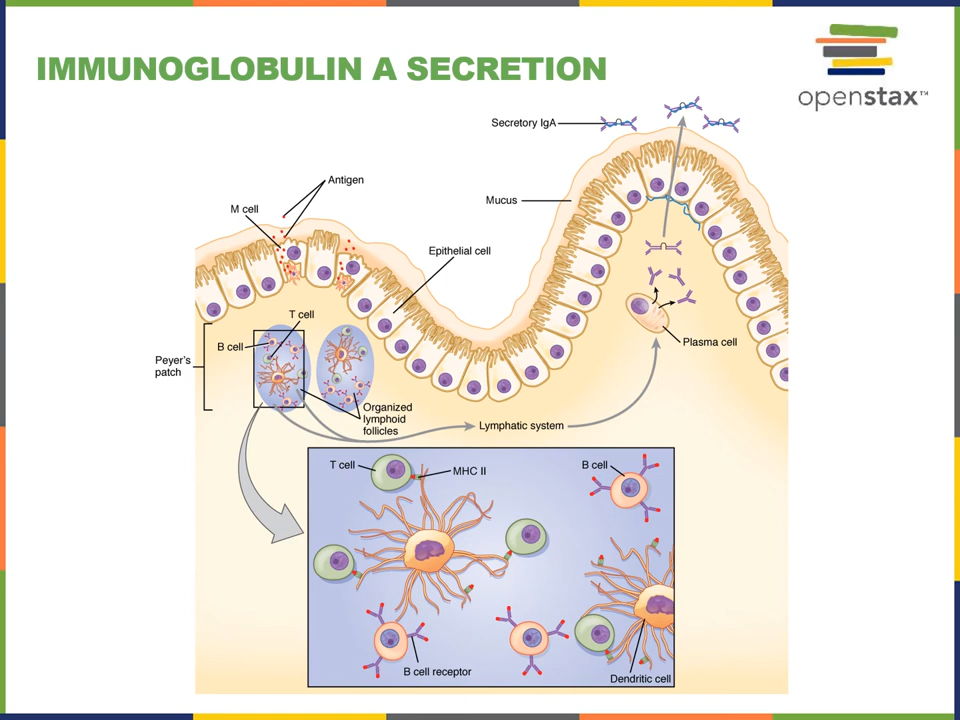 IMMUNOGLOBULIN A SECRETION
openstax™
Secretory IgA
Antigen
M cell
Mucus
Epithelial cell
T cell
B cell
Plasma cell
Peyer's
patch
Organized
lymphoid
follicles
Lymphatic system
T cell
MHC II
B cell
B cell receptor
Dendritic cell